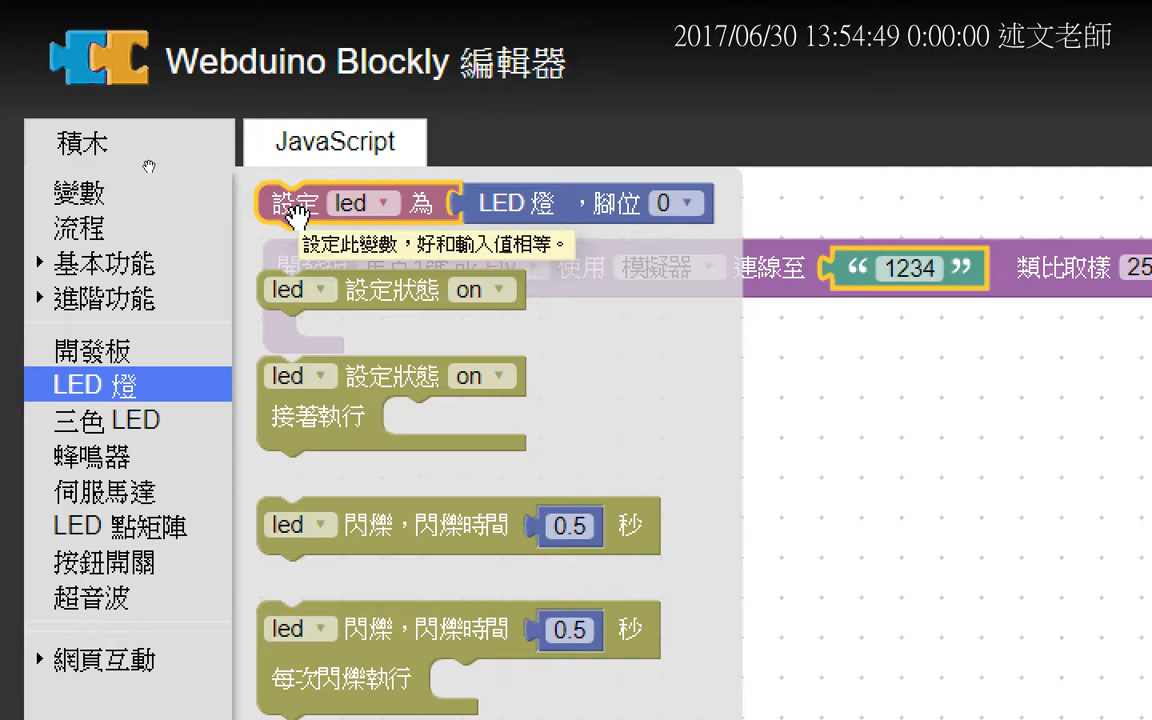 2017/06/30 13:54:49 0:00:00 述文老師
Webduino Blockly 編輯器
積木
JavaScript
變數
流程
基本功能
進階功能
開發板
LED 燈
三色 LED
蜂鳴器
伺服馬達
LED 點矩陣
按鈕開關
超音波
網頁互動
設定 led 為 LED 燈 ，腳位 0
設定此變數，好和輸入值相等。
使用 模擬器 連線至 “ 1234 ” 類比取樣 25
led 設定狀態 on
led 設定狀態 on
接著執行
led 閃爍，閃爍時間 0.5 秒
led 閃爍，閃爍時間 0.5 秒
每次閃爍執行